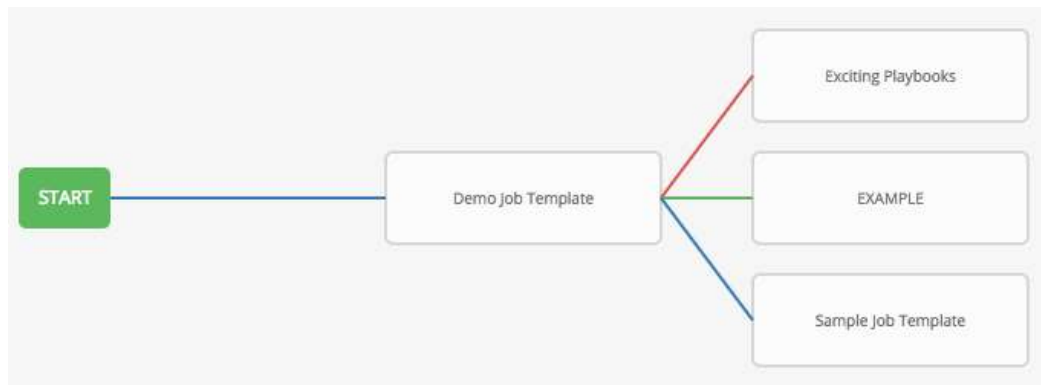 START
Demo Job Template
Exciting Playbooks
EXAMPLE
Sample Job Template